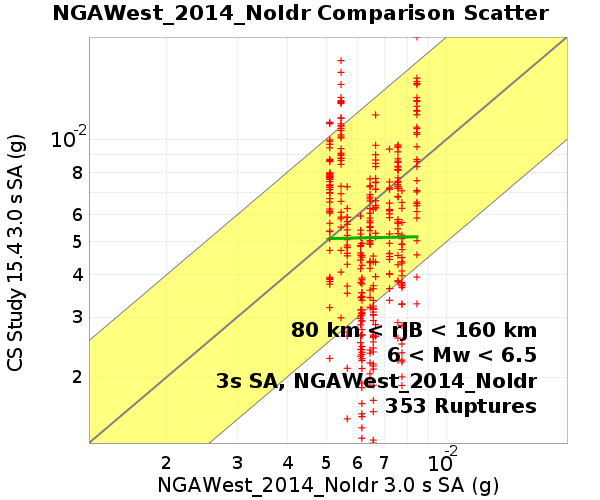 NGAWest_2014_NoIdr Comparison Scatter
CS Study 15.4 3.0 s SA (g)
10-2
8
6
5
4
3
2
80 km < rJB < 160 km
6 < Mw < 6.5
3s SA, NGAWest_2014_NoIdr
353 Ruptures
2 3 4 5 6 7 10-2
NGAWest_2014_NoIdr 3.0 s SA (g)